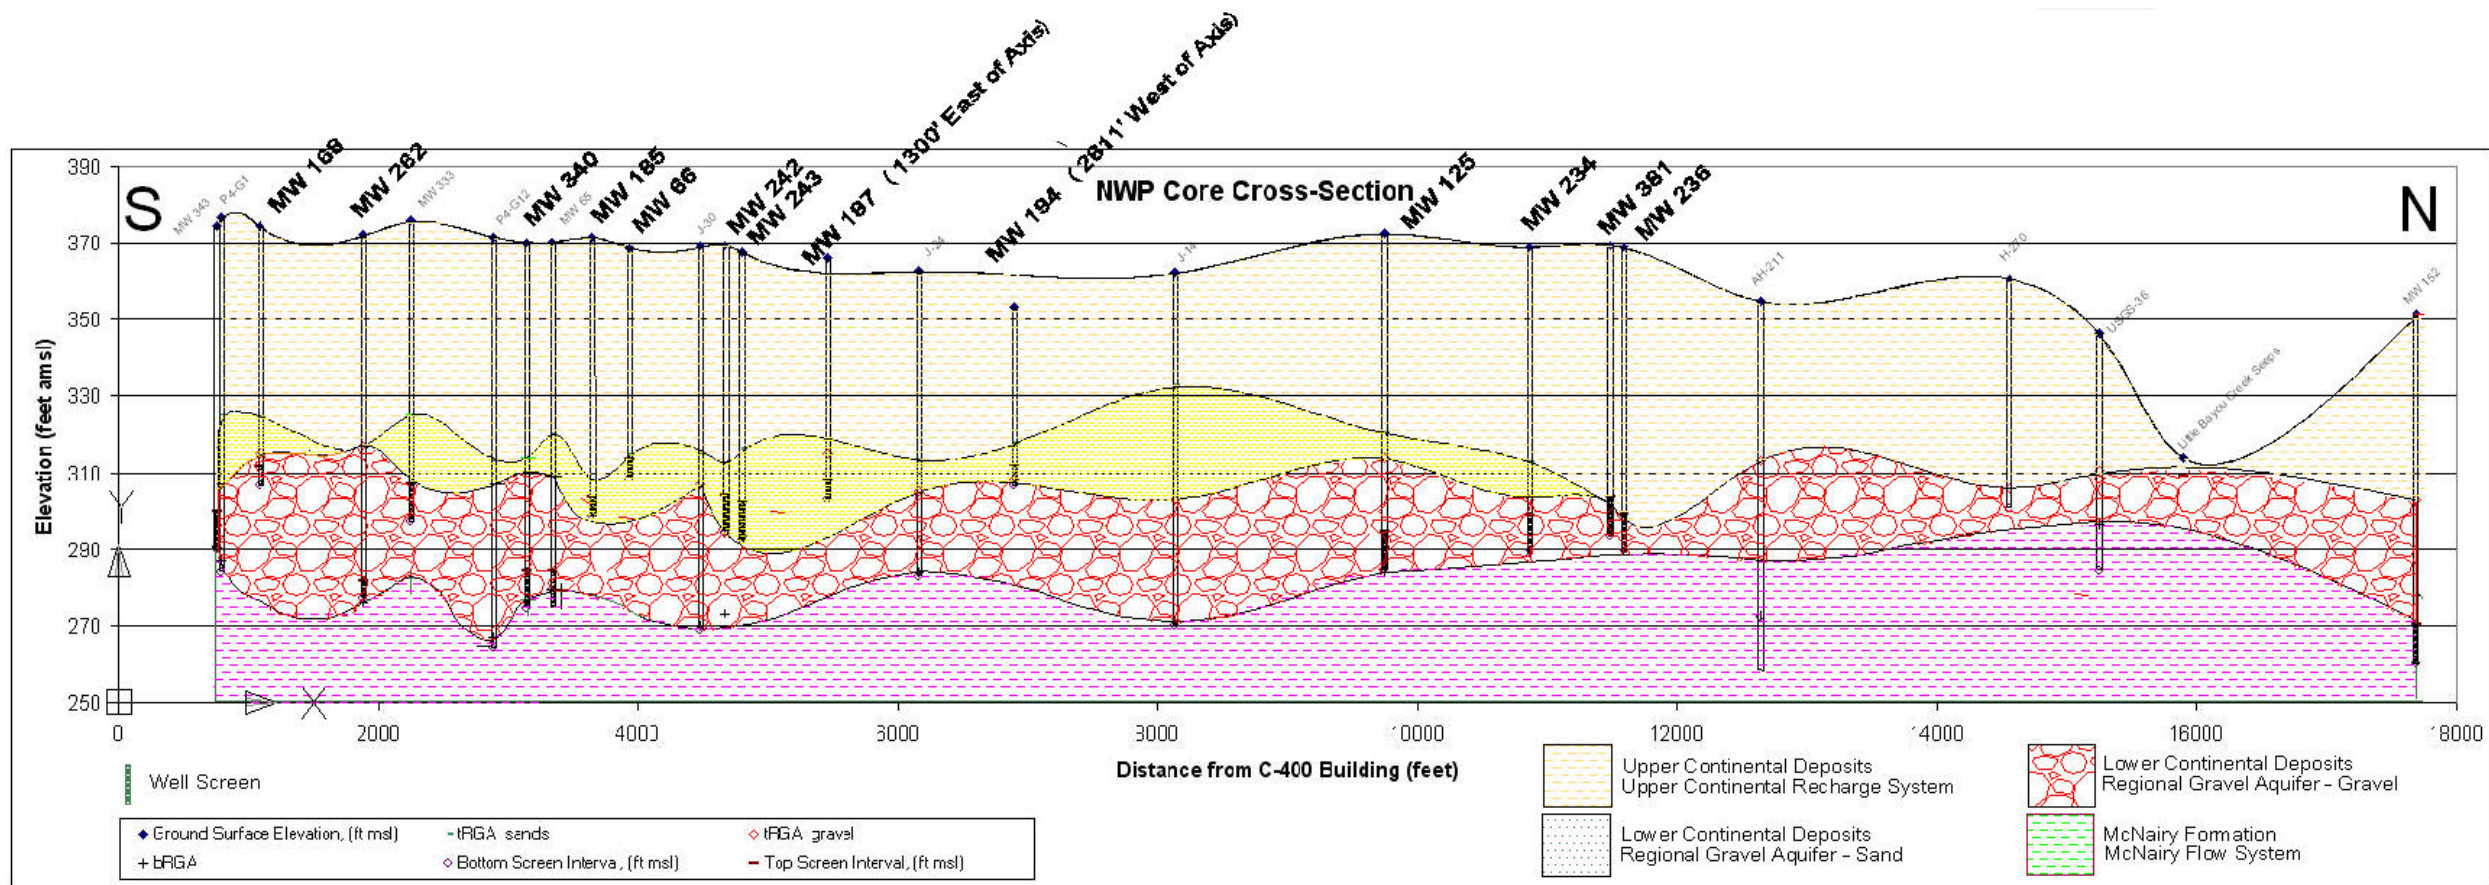 MW 343
P4-G1
MW 168
MW 262
MW 333
P4-G12
MW 340
MW 65
MW 185
MW 66
J-30
MW 242
MW 243
MW 197 (1300' East of Axis)
J-24
MW 194 (2811' West of Axis)
J-14
MW 125
MW 234
MW 381
MW 236
AH-211
H-270
USGS-36
Little Bayou Creek Seeps
MW 152
S
NWP Core Cross-Section
N
390
370
350
330
310
290
270
250
Elevation (feet amsl)
Y
X
0
2000
4000
6000
8000
10000
12000
14000
16000
18000
Distance from C-400 Building (feet)
Well Screen
Ground Surface Elevation, (ft msl)
tRGA sands
tRGA gravel
bRGA
Bottom Screen Interval, (ft msl)
Top Screen Interval, (ft msl)
Upper Continental Deposits
Upper Continental Recharge System
Lower Continental Deposits
Regional Gravel Aquifer - Gravel
Lower Continental Deposits
Regional Gravel Aquifer - Sand
McNairy Formation
McNairy Flow System